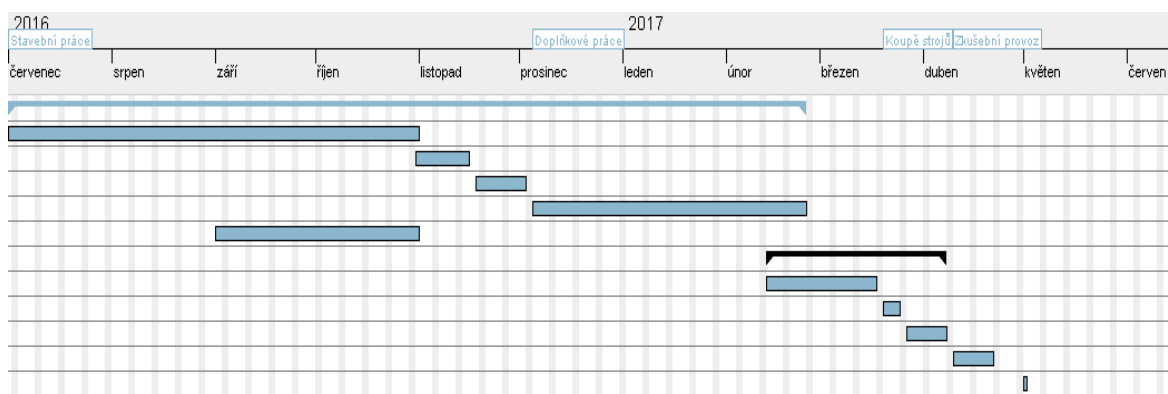 2016 2017
Stavební práce Doplňkové práce Koupě strojů Zkušební provoz
červenec srpen září říjen listopad prosinec leden únor březen duben květen červen